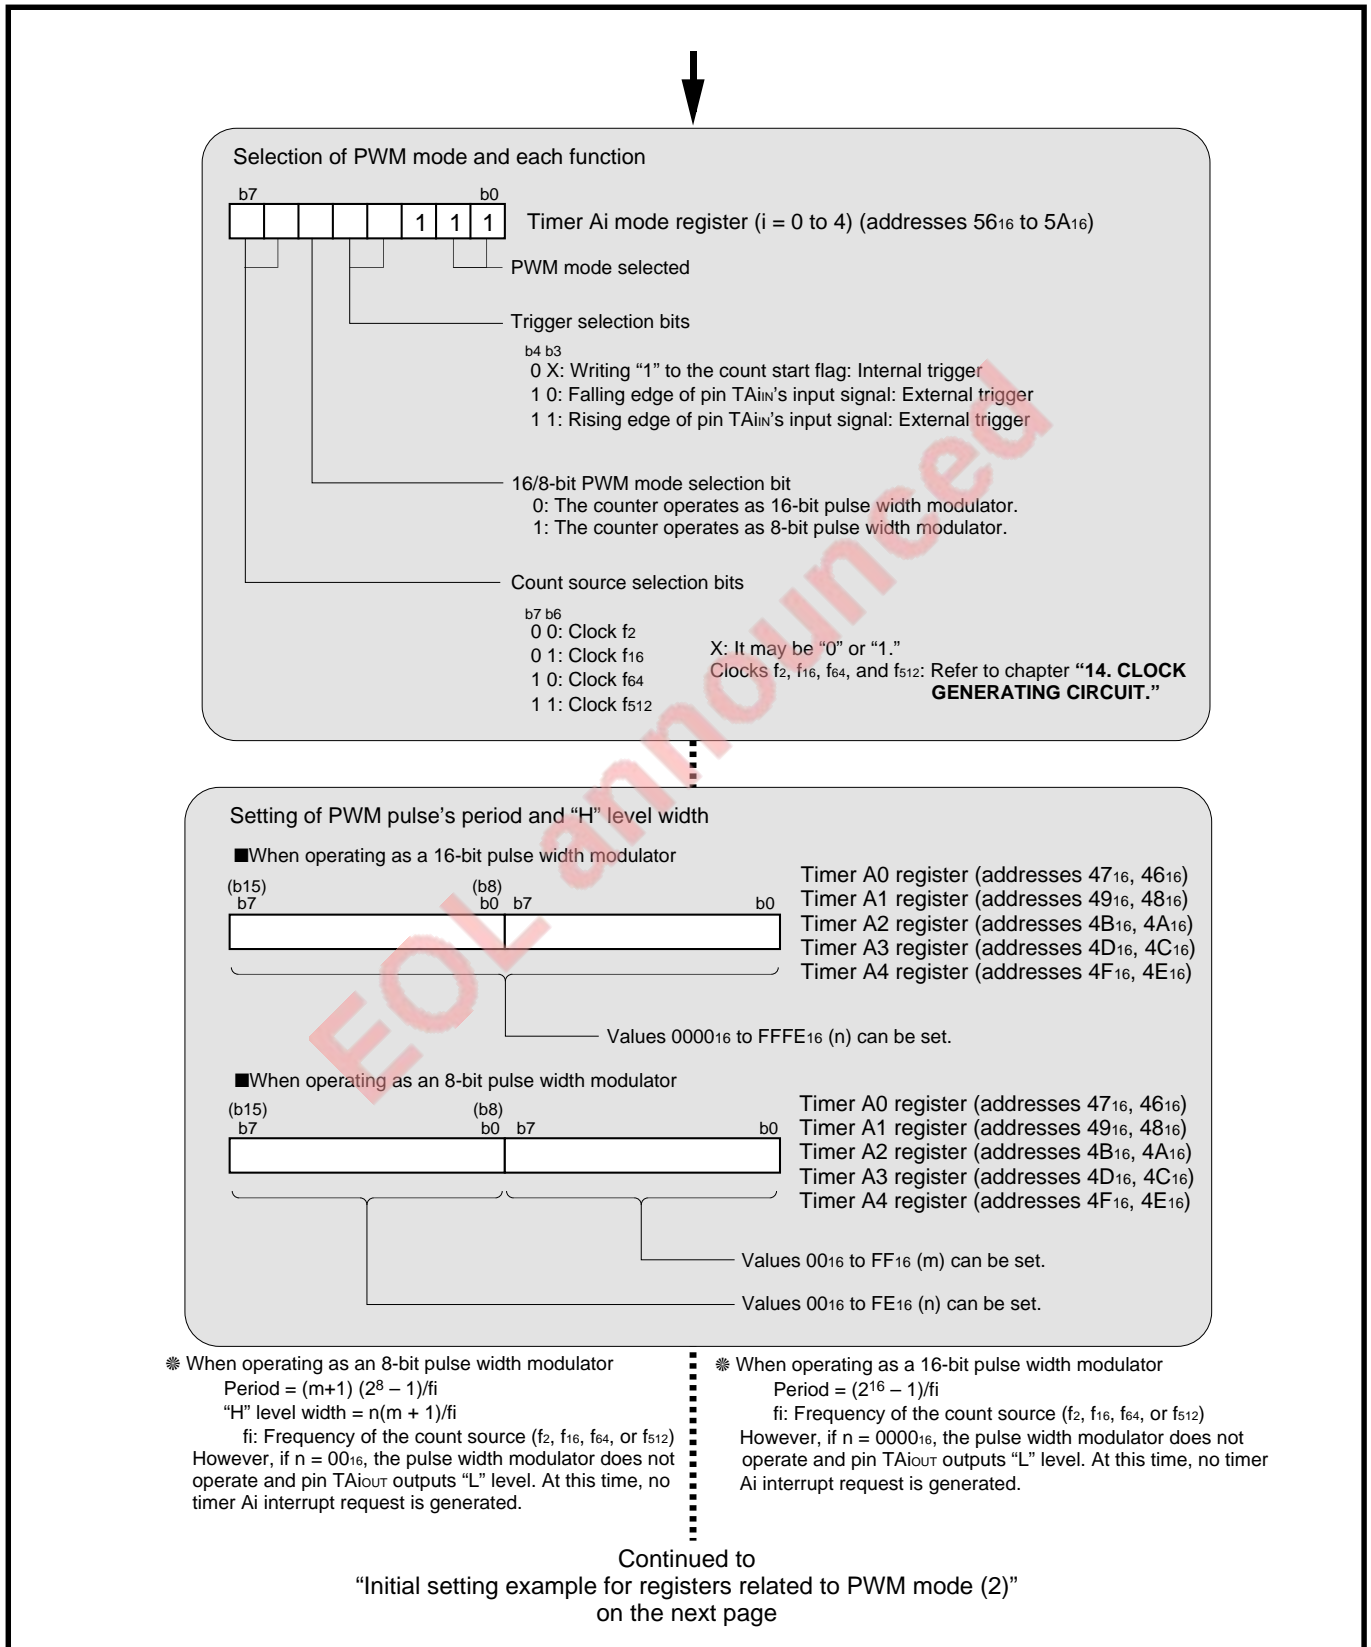 Selection of PWM mode and each function
b7 b0
1 1 1 Timer Ai mode register (i = 0 to 4) (addresses 5616 to 5A16)
PWM mode selected
Trigger selection bits
b4 b3
0 X: Writing “1” to the count start flag: Internal trigger
1 0: Falling edge of pin TAiIN’s input signal: External trigger
1 1: Rising edge of pin TAiIN’s input signal: External trigger
16/8-bit PWM mode selection bit
0: The counter operates as 16-bit pulse width modulator.
1: The counter operates as 8-bit pulse width modulator.
Count source selection bits
b7 b6
0 0: Clock f2
0 1: Clock f16
1 0: Clock f64
1 1: Clock f512
X: It may be “0” or “1.”
Clocks f2, f16, f64, and f512: Refer to chapter “14. CLOCK
GENERATING CIRCUIT.”
EOL announced
Setting of PWM pulse’s period and “H” level width
■When operating as a 16-bit pulse width modulator
(b15) (b8)
b7 b0 b7 b0
Timer A0 register (addresses 4716, 4616)
Timer A1 register (addresses 4916, 4816)
Timer A2 register (addresses 4B16, 4A16)
Timer A3 register (addresses 4D16, 4C16)
Timer A4 register (addresses 4F16, 4E16)
Values 000016 to FFFE16 (n) can be set.
■When operating as an 8-bit pulse width modulator
(b15) (b8)
b7 b0 b7 b0
Timer A0 register (addresses 4716, 4616)
Timer A1 register (addresses 4916, 4816)
Timer A2 register (addresses 4B16, 4A16)
Timer A3 register (addresses 4D16, 4C16)
Timer A4 register (addresses 4F16, 4E16)
Values 0016 to FF16 (m) can be set.
Values 0016 to FE16 (n) can be set.
❊ When operating as an 8-bit pulse width modulator
Period = (m+1) (2⁸ – 1)/fi
“H” level width = n(m + 1)/fi
fi: Frequency of the count source (f2, f16, f64, or f512)
However, if n = 0016, the pulse width modulator does not
operate and pin TAiOUT outputs “L” level. At this time, no
timer Ai interrupt request is generated.
❊ When operating as a 16-bit pulse width modulator
Period = (2¹⁶ – 1)/fi
fi: Frequency of the count source (f2, f16, f64, or f512)
However, if n = 000016, the pulse width modulator does not
operate and pin TAiOUT outputs “L” level. At this time, no timer
Ai interrupt request is generated.
Continued to
“Initial setting example for registers related to PWM mode (2)”
on the next page